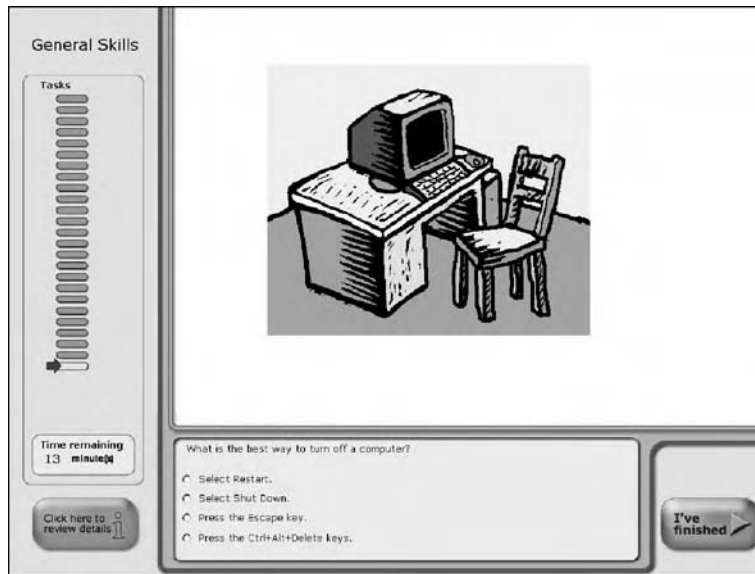 General Skills
Tasks
Time remaining
13 minute(s)
Click here to
review details
What is the best way to turn off a computer?
Select Restart.
Select Shut Down.
Press the Escape key.
Press the Ctrl+Alt+Delete keys.
I've
finished